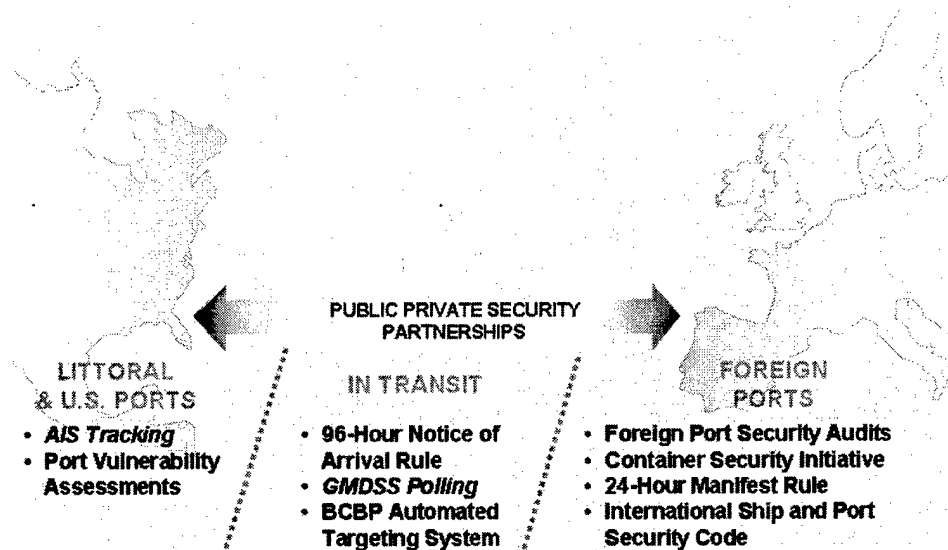 PUBLIC PRIVATE SECURITY
PARTNERSHIPS
LITTORAL
& U.S. PORTS
• AIS Tracking
• Port Vulnerability
Assessments
IN TRANSIT
• 96-Hour Notice of
Arrival Rule
• GMDSS Polling
• BCBP Automated
Targeting System
FOREIGN
PORTS
• Foreign Port Security Audits
• Container Security Initiative
• 24-Hour Manifest Rule
• International Ship and Port
Security Code